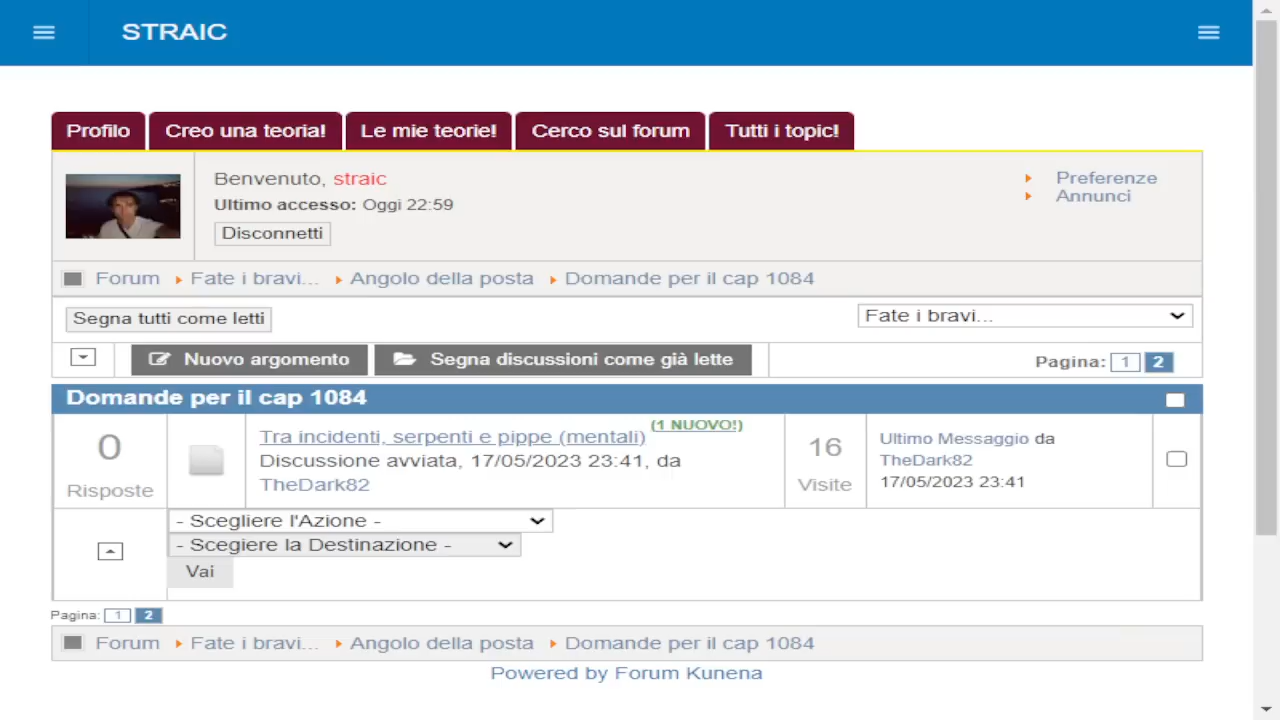 STRAIC
Profilo
Creo una teoria!
Le mie teorie!
Cerco sul forum
Tutti i topic!
Benvenuto, straic
Ultimo accesso: Oggi 22:59
Disconnetti
Preferenze
Annunci
Forum Fate i bravi... Angolo della posta Domande per il cap 1084
Segna tutti come letti
Fate i bravi...
Nuovo argomento
Segna discussioni come già lette
Pagina: 1 2
Domande per il cap 1084
0
Risposte
Tra incidenti, serpenti e pippe (mentali) (1 NUOVO!)
Discussione avviata, 17/05/2023 23:41, da
TheDark82
16
Visite
Ultimo Messaggio da
TheDark82
17/05/2023 23:41
- Scegliere l'Azione -
- Scegiere la Destinazione -
Vai
Pagina: 1 2
Forum Fate i bravi... Angolo della posta Domande per il cap 1084
Powered by Forum Kunena